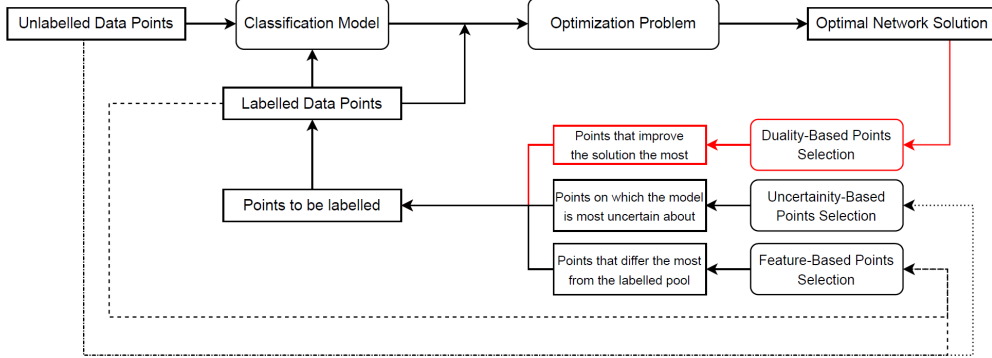 Unlabelled Data Points
Classification Model
Optimization Problem
Optimal Network Solution
Labelled Data Points
Points that improve
the solution the most
Duality-Based Points
Selection
Points to be labelled
Points on which the model
is most uncertain about
Uncertainity-Based
Points Selection
Points that differ the most
from the labelled pool
Feature-Based Points
Selection